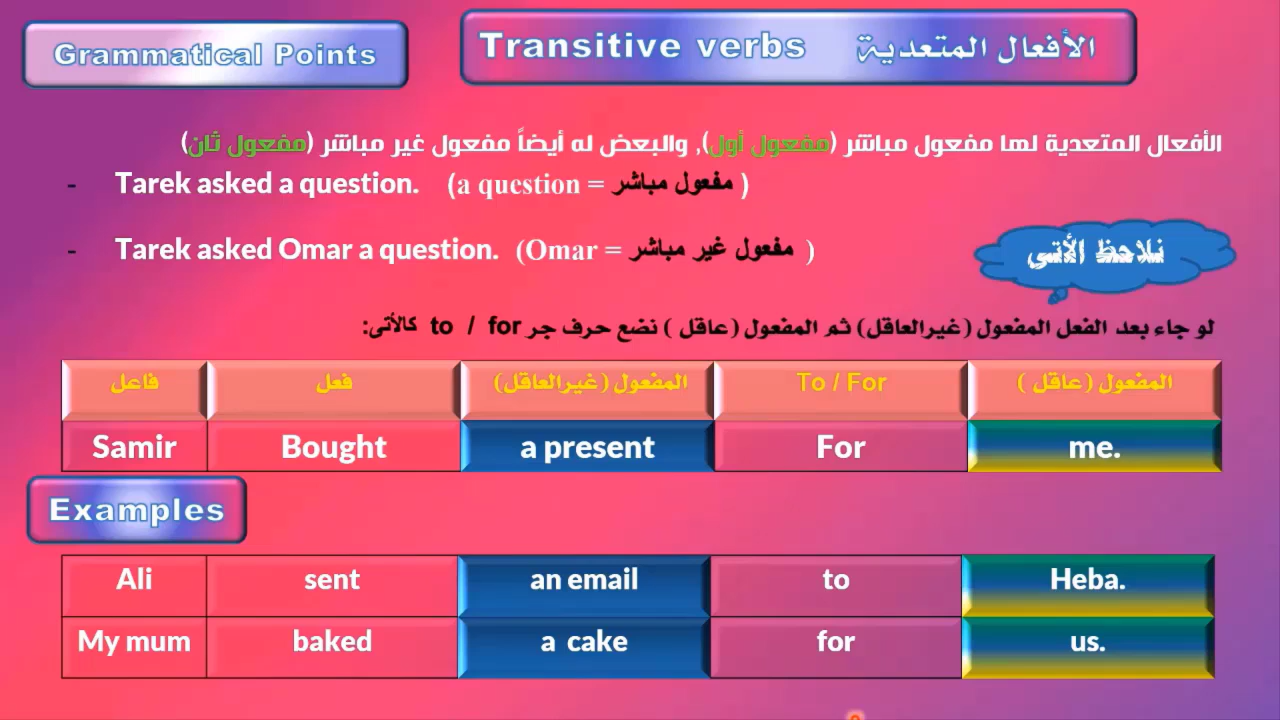 Grammatical Points
Transitive verbs الأفعال المتعدية
الأفعال المتعدية لها مفعول مباشر (مفعول أول), والبعض له أيضاً مفعول غير مباشر (مفعول ثان)
- Tarek asked a question. (a question = مفعول مباشر )
- Tarek asked Omar a question. (Omar = مفعول غير مباشر )
نلاحظ الأتى
لو جاء بعد الفعل المفعول (غيرالعاقل) ثم المفعول (عاقل ) نضع حرف جر to / for كالأتى:
فاعل فعل المفعول (غيرالعاقل) To / For المفعول (عاقل )
Samir Bought a present For me.
Examples
Ali sent an email to Heba.
My mum baked a cake for us.